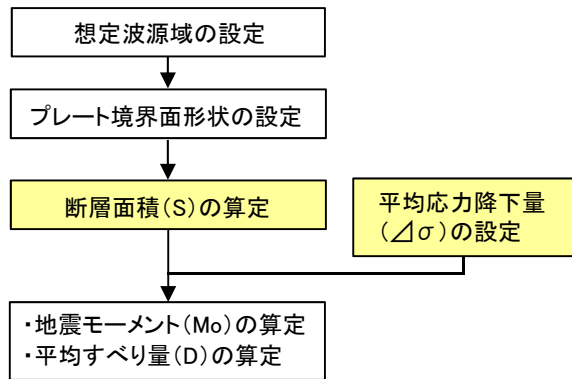 想定波源域の設定
プレート境界面形状の設定
断層面積(S)の算定
平均応力降下量
(⊿σ)の設定
・地震モーメント(Mo)の算定
・平均すべり量(D)の算定